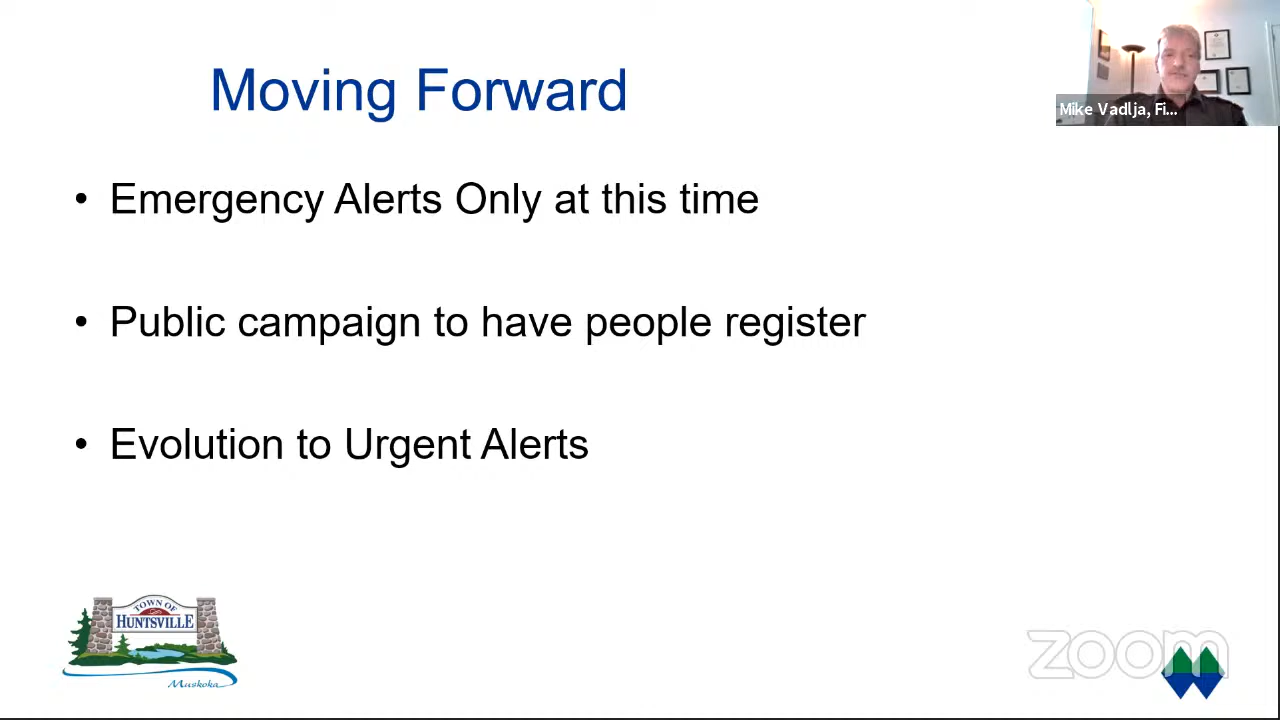 Moving Forward
Mike Vadlja, Fi...
• Emergency Alerts Only at this time
• Public campaign to have people register
• Evolution to Urgent Alerts
TOWN OF
HUNTSVILLE
Muskoka
zoom